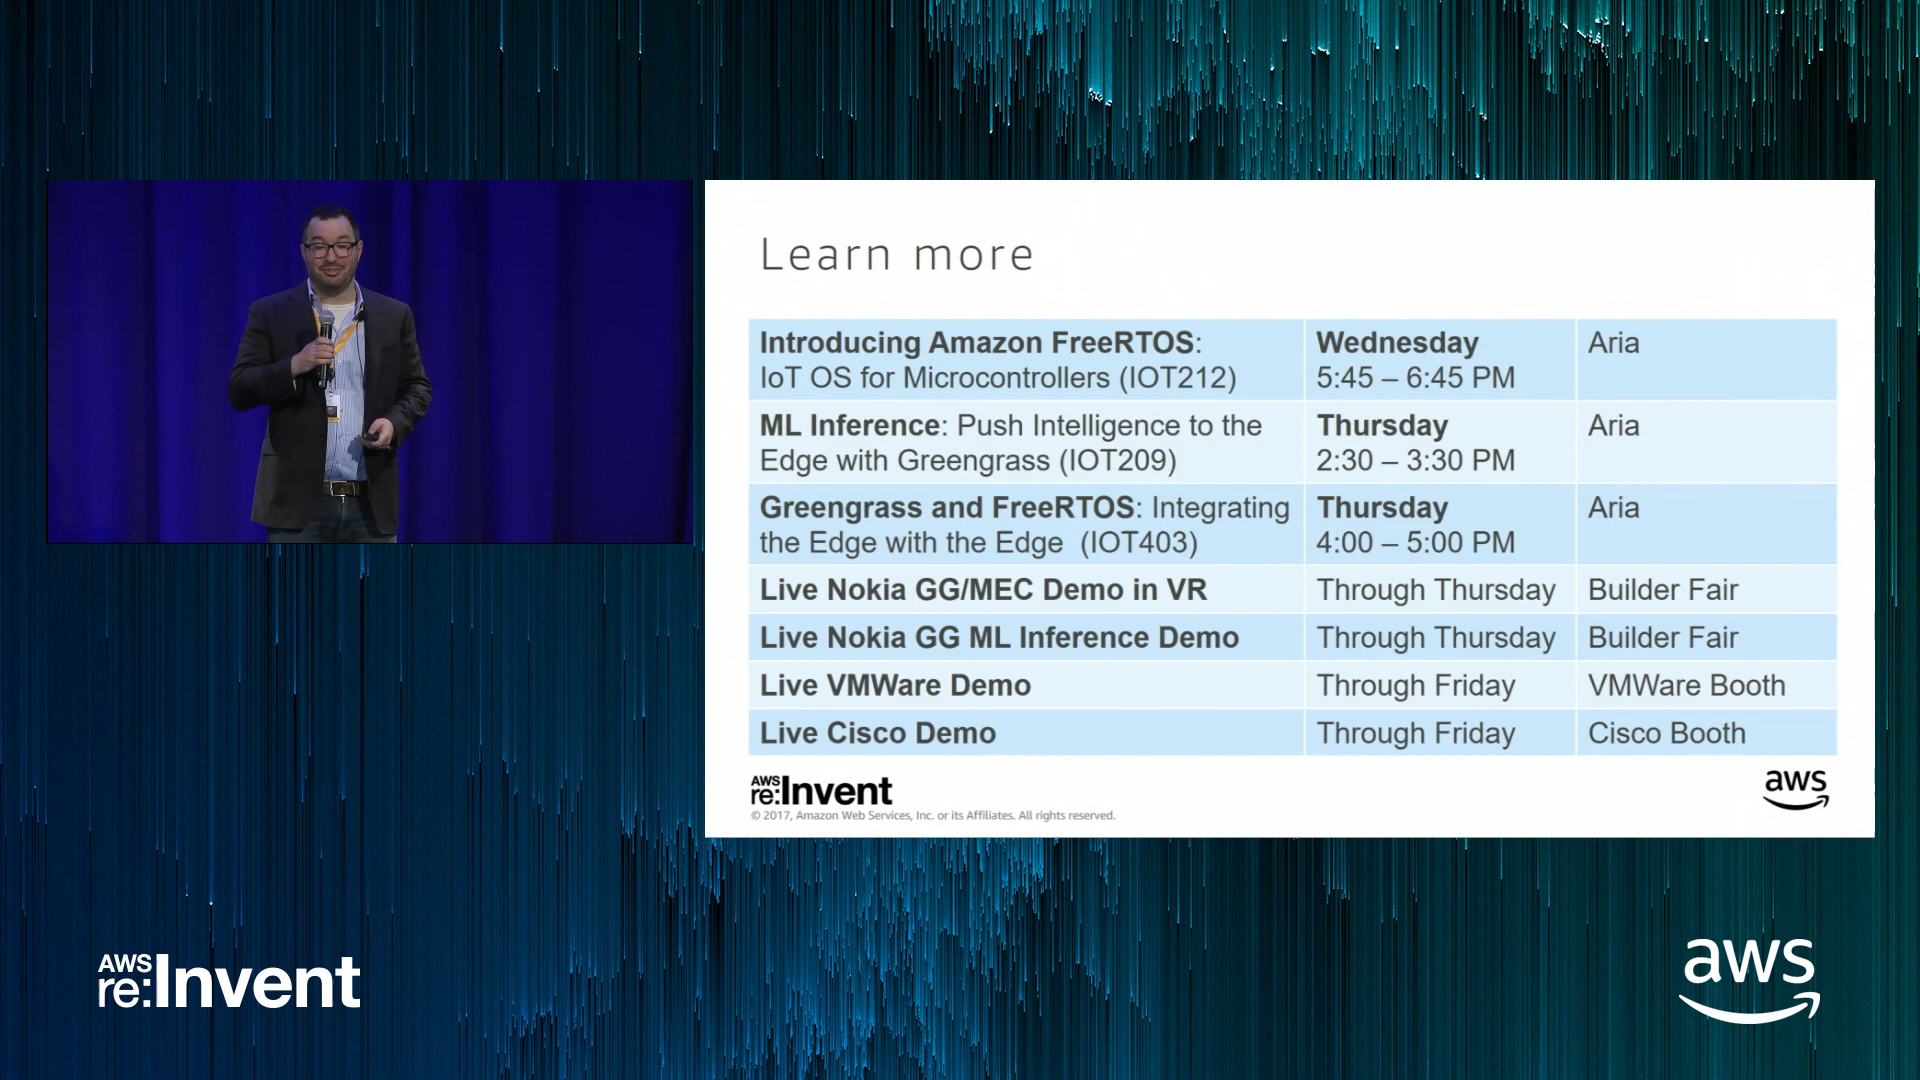 Learn more
Introducing Amazon FreeRTOS:
IoT OS for Microcontrollers (IOT212)
Wednesday
5:45 – 6:45 PM
Aria
ML Inference: Push Intelligence to the
Edge with Greengrass (IOT209)
Thursday
2:30 – 3:30 PM
Aria
Greengrass and FreeRTOS: Integrating
the Edge with the Edge (IOT403)
Thursday
4:00 – 5:00 PM
Aria
Live Nokia GG/MEC Demo in VR
Through Thursday
Builder Fair
Live Nokia GG ML Inference Demo
Through Thursday
Builder Fair
Live VMWare Demo
Through Friday
VMWare Booth
Live Cisco Demo
Through Friday
Cisco Booth
AWS
re:Invent
© 2017, Amazon Web Services, Inc. or its Affiliates. All rights reserved.
aws
AWS
re:Invent
aws